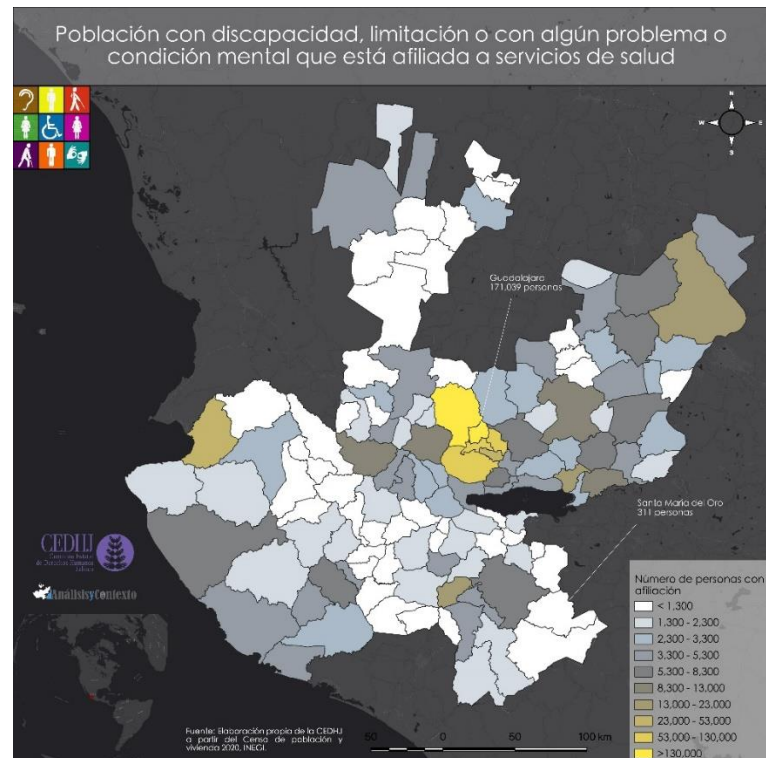 Población con discapacidad, limitación o con algún problema o
condición mental que está afiliada a servicios de salud
N
W
E
S
Guadalajara
171,039 personas
Santa María del Oro
311 personas
CEDHJ
AnálisisyContexto
Número de personas con
afiliación
< 1,300
1,300 - 2,300
2,300 - 3,300
3,300 - 5,300
5,300 - 8,300
8,300 - 13,000
13,000 - 23,000
23,000 - 53,000
53,000 - 130,000
>130,000
Fuente: Elaboración propia de la CEDHJ
a partir del Censo de población y
vivienda 2020, INEGI.
50 0 50 100 km